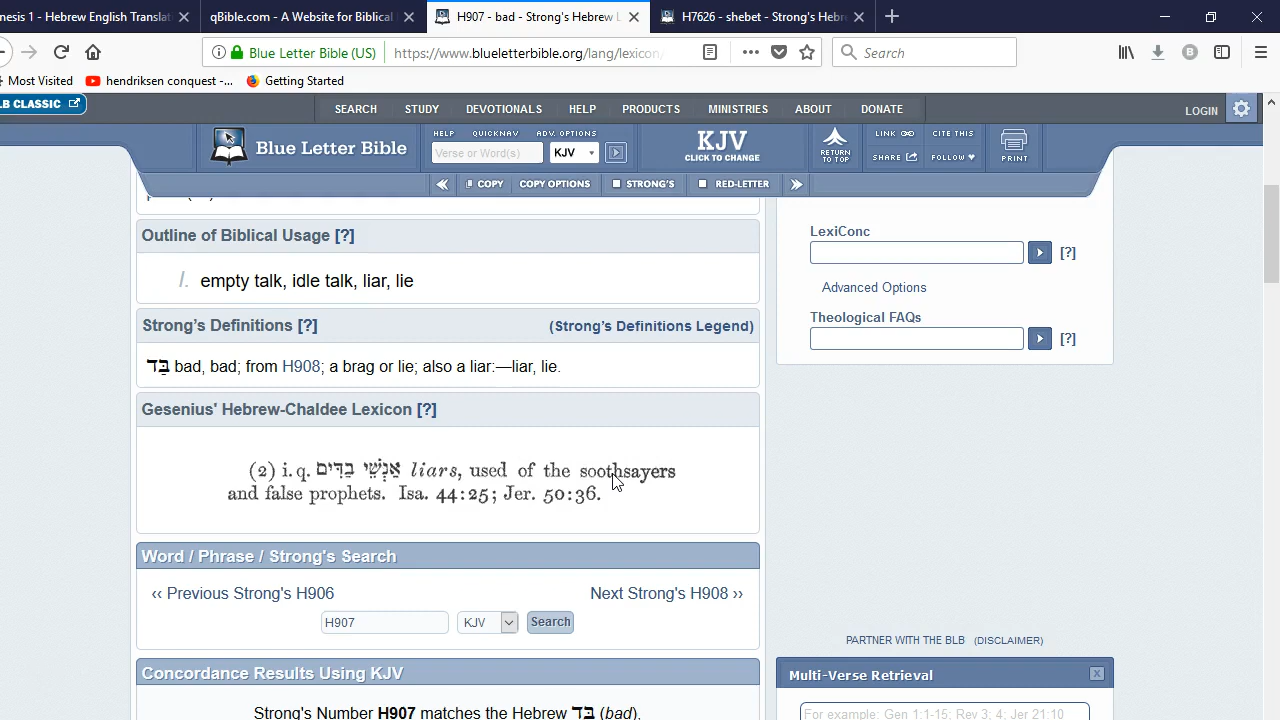 nesis 1 - Hebrew English Translat
qBible.com - A Website for Biblical
H907 - bad - Strong's Hebrew L
H7626 - shebet - Strong's Hebr
Blue Letter Bible (US)
https://www.blueletterbible.org/lang/lexicon/
Search
Most Visited
hendriksen conquest -...
Getting Started
LB CLASSIC
SEARCH STUDY DEVOTIONALS HELP PRODUCTS MINISTRIES ABOUT DONATE
LOGIN
Blue Letter Bible
HELP QUICKNAV ADV. OPTIONS
Verse or Word(s) KJV
KJV
CLICK TO CHANGE
RETURN
TO TOP
LINK CITE THIS
SHARE FOLLOW
PRINT
COPY COPY OPTIONS STRONG'S RED-LETTER
Outline of Biblical Usage [?]
I. empty talk, idle talk, liar, lie
Strong's Definitions [?] (Strong's Definitions Legend)
בַּד bad, bad; from H908; a brag or lie; also a liar:—liar, lie.
Gesenius' Hebrew-Chaldee Lexicon [?]
(2) i. q. אַנְשֵׁי בַדִּים liars, used of the soothsayers
and false prophets. Isa. 44:25; Jer. 50:36.
Word / Phrase / Strong's Search
‹‹ Previous Strong's H906 Next Strong's H908 ››
H907 KJV Search
Concordance Results Using KJV
Strong's Number H907 matches the Hebrew בַּד (bad),
LexiConc
[?]
Advanced Options
Theological FAQs
[?]
PARTNER WITH THE BLB (DISCLAIMER)
Multi-Verse Retrieval X
For example: Gen 1:1-15; Rev 3; 4; Jer 21:10